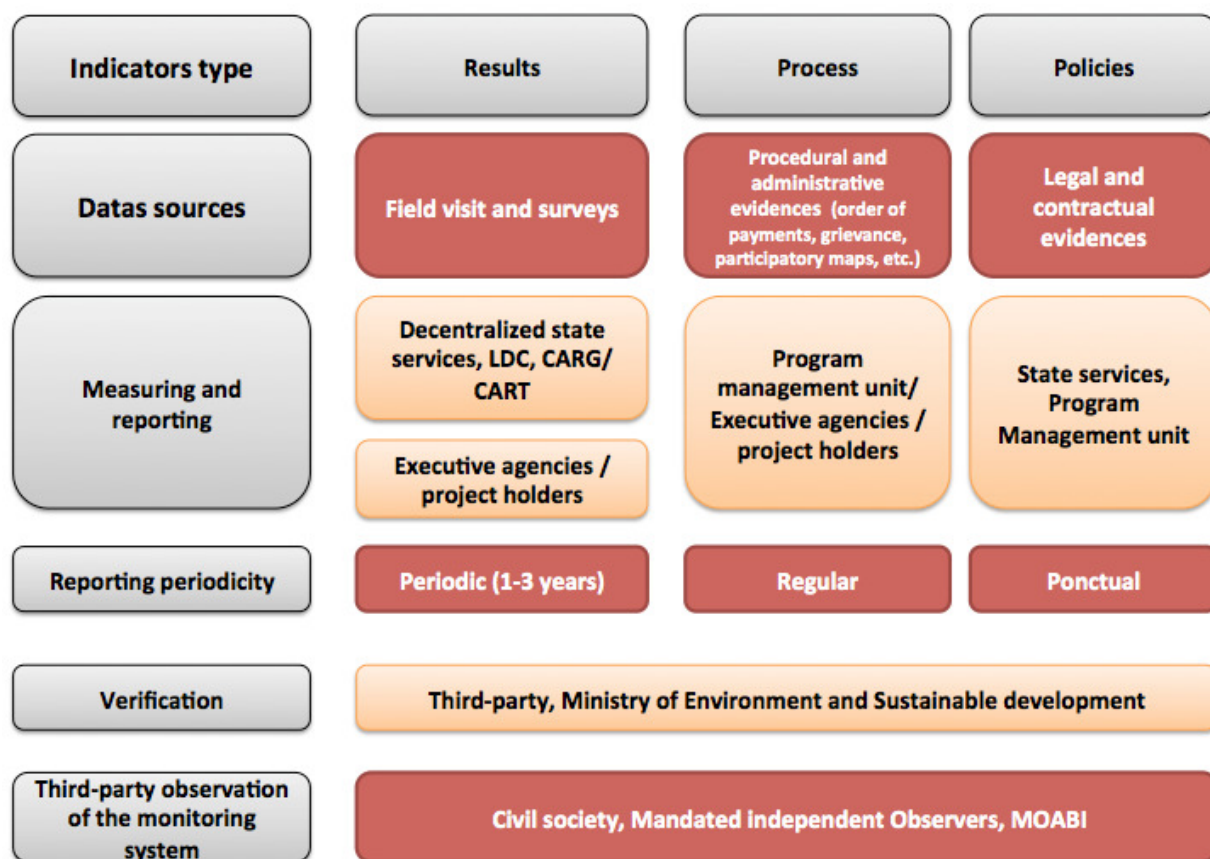 Indicators type
Results
Process
Policies
Datas sources
Field visit and surveys
Procedural and
administrative
evidences (order of
payments, grievance,
participatory maps, etc.)
Legal and
contractual
evidences
Measuring and
reporting
Decentralized state
services, LDC, CARG/
CART
Executive agencies /
project holders
Program
management unit/
Executive agencies /
project holders
State services,
Program
Management unit
Reporting periodicity
Periodic (1-3 years)
Regular
Ponctual
Verification
Third-party, Ministry of Environment and Sustainable development
Third-party observation
of the monitoring
system
Civil society, Mandated independent Observers, MOABI